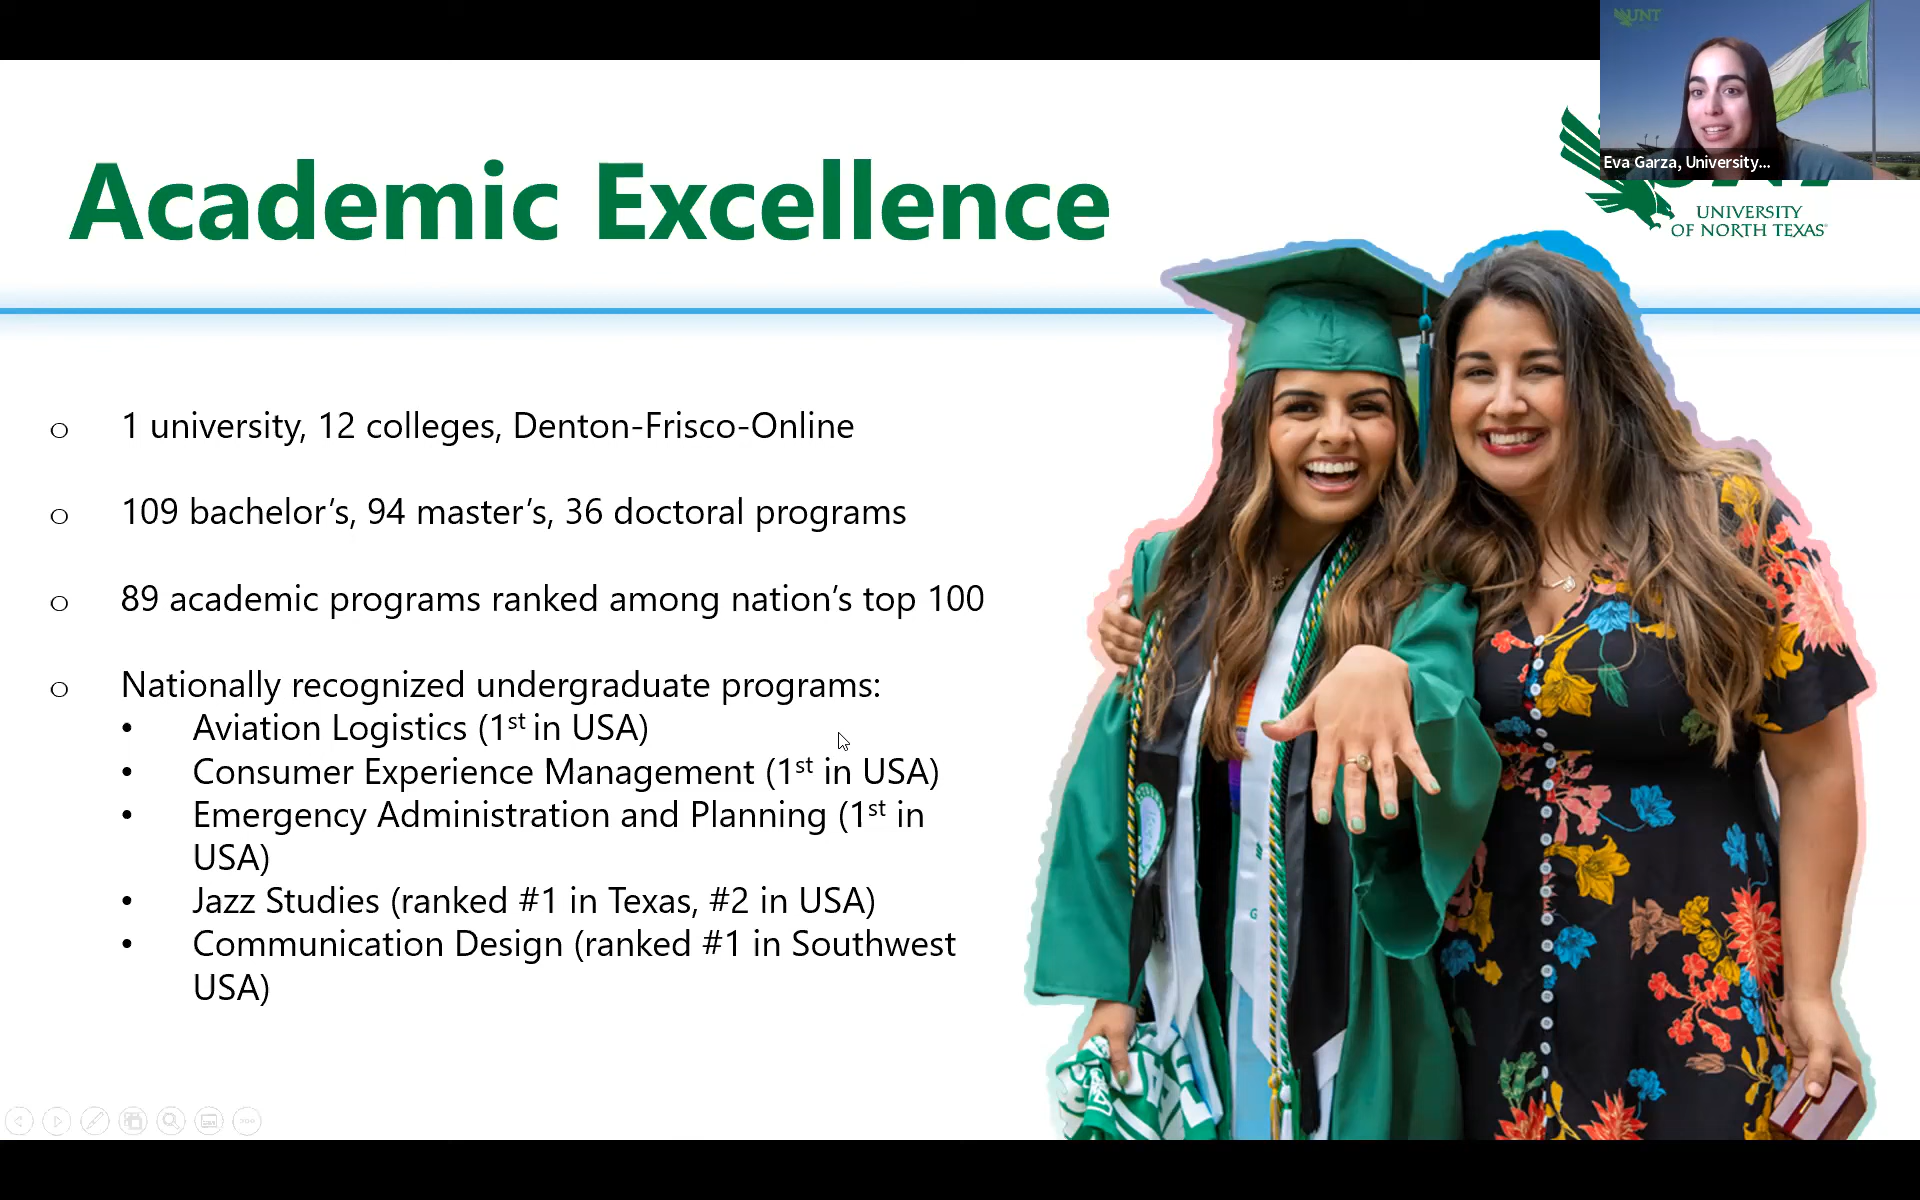 UNT
Eva Garza, University...
Academic Excellence
UNIVERSITY
OF NORTH TEXAS
1 university, 12 colleges, Denton-Frisco-Online
109 bachelor’s, 94 master’s, 36 doctoral programs
89 academic programs ranked among nation’s top 100
Nationally recognized undergraduate programs:
Aviation Logistics (1st in USA)
Consumer Experience Management (1st in USA)
Emergency Administration and Planning (1st in
USA)
Jazz Studies (ranked #1 in Texas, #2 in USA)
Communication Design (ranked #1 in Southwest
USA)